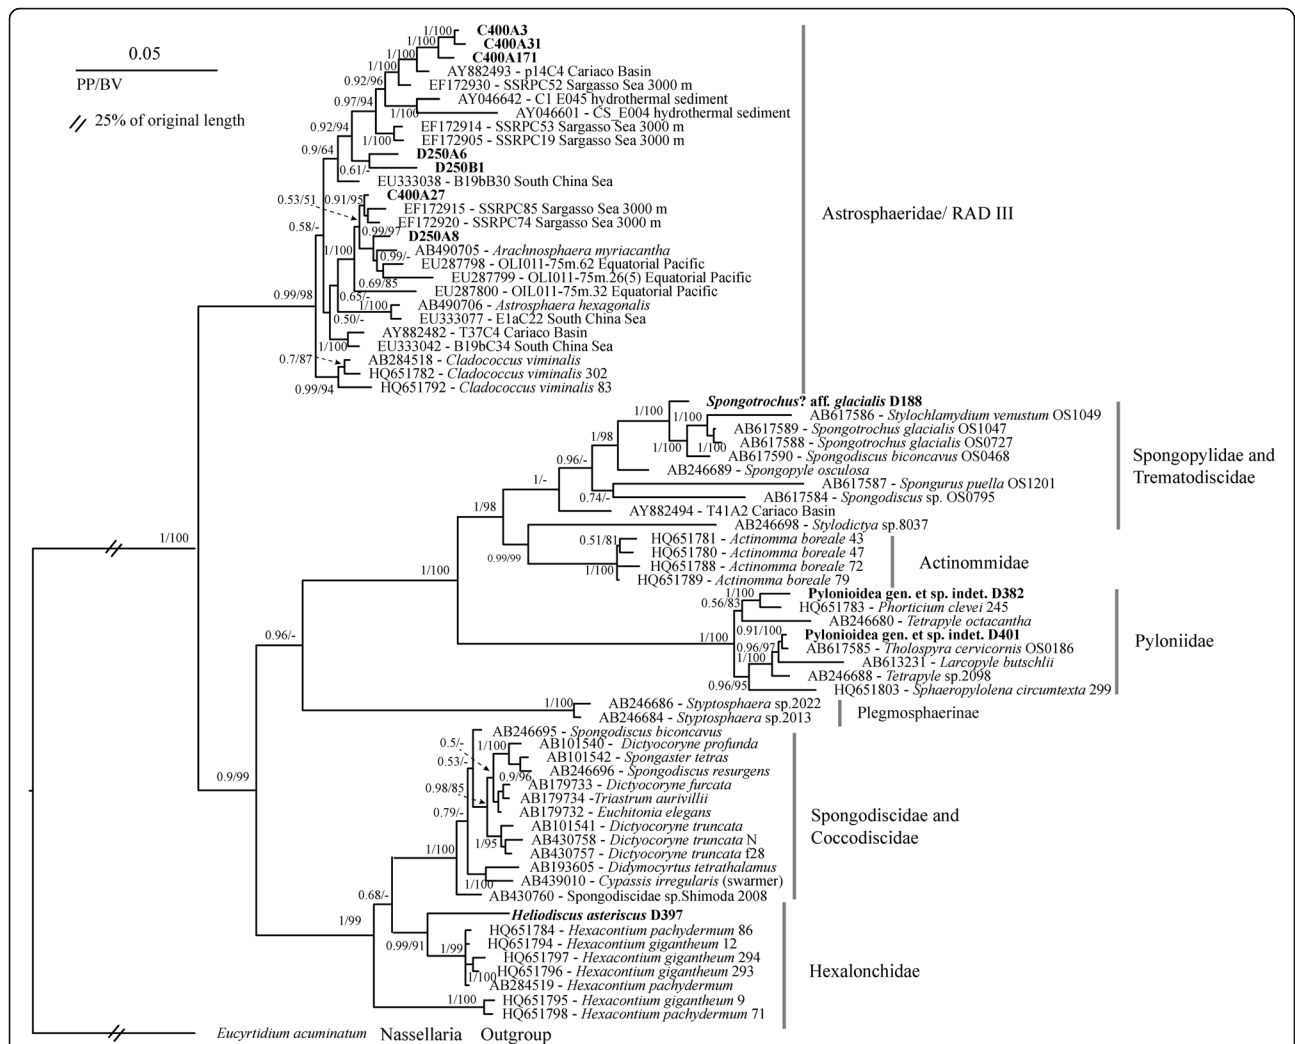 0.05
PP/BV
25% of original length
1/100
C400A3
1/100
C400A31
1/100
C400A171
1/100
AY882493 - p14C4 Cariaco Basin
0.92/96
EF172930 - SSRPC52 Sargasso Sea 3000 m
0.97/94
AY046642 - C1 E045 hydrothermal sediment
1/100
AY046601 - CS_E004 hydrothermal sediment
0.92/94
EF172914 - SSRPC53 Sargasso Sea 3000 m
1/100
EF172905 - SSRPC19 Sargasso Sea 3000 m
0.9/64
D250A6
0.61/-
D250B1
EU333038 - B19bB30 South China Sea
0.53/51
0.91/95
C400A27
EF172915 - SSRPC85 Sargasso Sea 3000 m
EF172920 - SSRPC74 Sargasso Sea 3000 m
0.58/-
0.99/97
D250A8
1/100
AB490705 - Arachnosphaera myriacantha
0.99/-
EU287798 - OLI011-75m.62 Equatorial Pacific
EU287799 - OLI011-75m.26(5) Equatorial Pacific
0.69/85
EU287800 - OIL011-75m.32 Equatorial Pacific
0.99/98
0.65/-
1/100
AB490706 - Astrosphaera hexagonalis
0.50/-
EU333077 - E1aC22 South China Sea
AY882482 - T37C4 Cariaco Basin
1/100
EU333042 - B19bC34 South China Sea
0.7/87
AB284518 - Cladococcus viminalis
HQ651782 - Cladococcus viminalis 302
0.99/94
HQ651792 - Cladococcus viminalis 83
Astrosphaeridae/ RAD III
Spongotrochus? aff. glacialis D188
1/100
1/100
AB617586 - Stylochlamydium venustum OS1049
AB617589 - Spongotrochus glacialis OS1047
1/98
1/100
1/100
AB617588 - Spongotrochus glacialis OS0727
AB617590 - Spongodiscus biconcavus OS0468
0.96/-
AB246689 - Spongopyle osculosa
1/-
AB617587 - Spongurus puella OS1201
0.74/-
AB617584 - Spongodiscus sp. OS0795
1/98
AY882494 - T41A2 Cariaco Basin
AB246698 - Stylodictya sp.8037
Spongopylidae and
Trematodiscidae
0.51/81
HQ651781 - Actinomma boreale 43
HQ651780 - Actinomma boreale 47
0.99/99
1/100
HQ651788 - Actinomma boreale 72
HQ651789 - Actinomma boreale 79
Actinommidae
1/100
1/100
1/100
Pylonioidea gen. et sp. indet. D382
0.56/83
HQ651783 - Phorticium clevei 245
AB246680 - Tetrapyle octacantha
0.91/100
Pylonioidea gen. et sp. indet. D401
1/100
0.96/97
AB617585 - Tholospyra cervicornis OS0186
1/100
AB613231 - Larcopyle butschlii
AB246688 - Tetrapyle sp.2098
0.96/95
HQ651803 - Sphaeropylolena circumtexta 299
Pyloniidae
0.96/-
1/100
AB246686 - Styptosphaera sp.2022
AB246684 - Styptosphaera sp.2013
Plegmosphaerinae
AB246695 - Spongodiscus biconcavus
0.5/-
1/100
AB101540 - Dictyocoryne profunda
0.53/-
AB101542 - Spongaster tetras
0.9/96
AB246696 - Spongodiscus resurgens
0.9/99
0.98/85
AB179733 - Dictyocoryne furcata
AB179734 -Triastrum aurivillii
0.79/-
AB179732 - Euchitonia elegans
AB101541 - Dictyocoryne truncata
1/95
AB430758 - Dictyocoryne truncata N
1/100
AB430757 - Dictyocoryne truncata f28
AB193605 - Didymocyrtus tetrathalamus
1/100
AB439010 - Cypassis irregularis (swarmer)
AB430760 - Spongodiscidae sp.Shimoda 2008
Spongodiscidae and
Coccodiscidae
0.68/-
Heliodiscus asteriscus D397
1/99
HQ651784 - Hexacontium pachydermum 86
0.99/91
1/99
HQ651794 - Hexacontium gigantheum 12
HQ651797 - Hexacontium gigantheum 294
1/100
HQ651796 - Hexacontium gigantheum 293
AB284519 - Hexacontium pachydermum
1/100
HQ651795 - Hexacontium gigantheum 9
HQ651798 - Hexacontium pachydermum 71
Hexalonchidae
Eucyrtidium acuminatum Nassellaria Outgroup